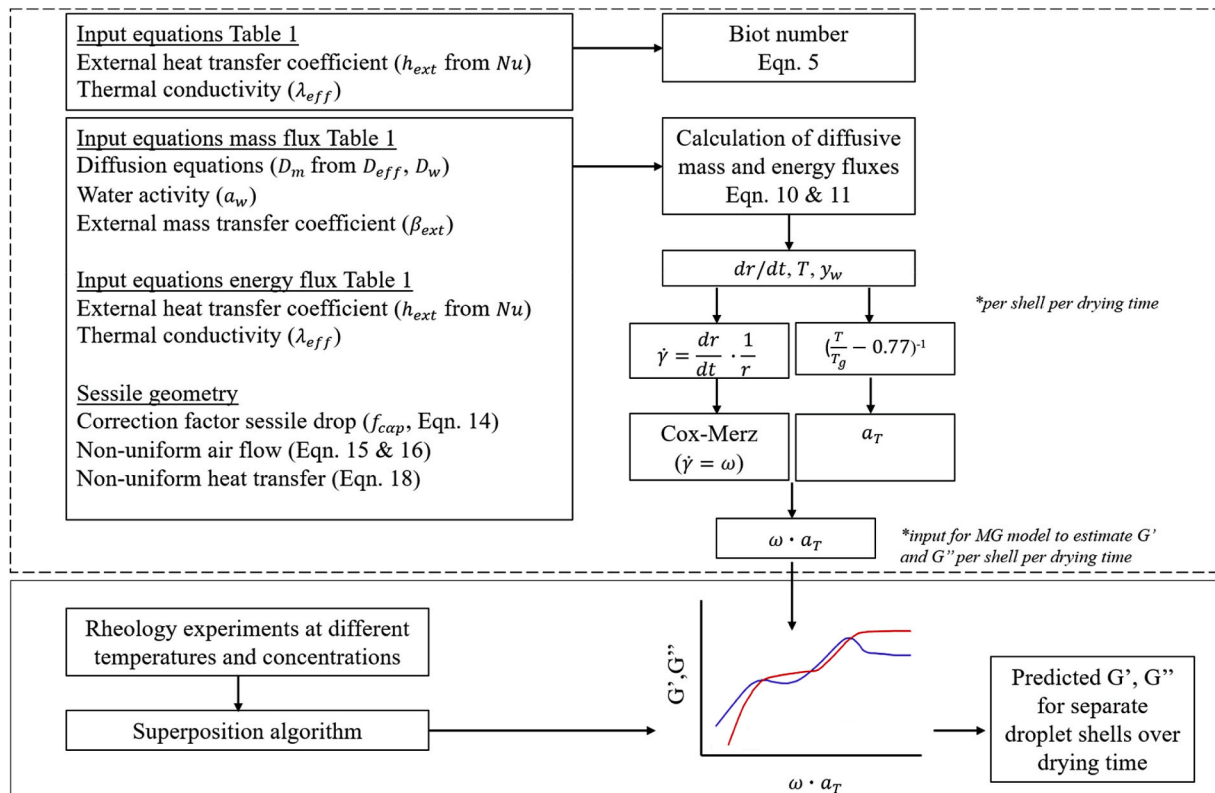 Input equations Table 1
External heat transfer coefficient (h_ext from Nu)
Thermal conductivity (λ_eff)
Biot number
Eqn. 5
Input equations mass flux Table 1
Diffusion equations (D_m from D_eff, D_w)
Water activity (a_w)
External mass transfer coefficient (β_ext)
Input equations energy flux Table 1
External heat transfer coefficient (h_ext from Nu)
Thermal conductivity (λ_eff)
Sessile geometry
Correction factor sessile drop (f_cap, Eqn. 14)
Non-uniform air flow (Eqn. 15 & 16)
Non-uniform heat transfer (Eqn. 18)
Calculation of diffusive
mass and energy fluxes
Eqn. 10 & 11
dr/dt, T, y_w
*per shell per drying time
γ̇ = dr/dt · 1/r
(T/T_g − 0.77)^-1
Cox-Merz
(γ̇ = ω)
a_T
ω · a_T
*input for MG model to estimate G'
and G'' per shell per drying time
Rheology experiments at different
temperatures and concentrations
Superposition algorithm
G', G''
ω · a_T
Predicted G', G''
for separate
droplet shells over
drying time